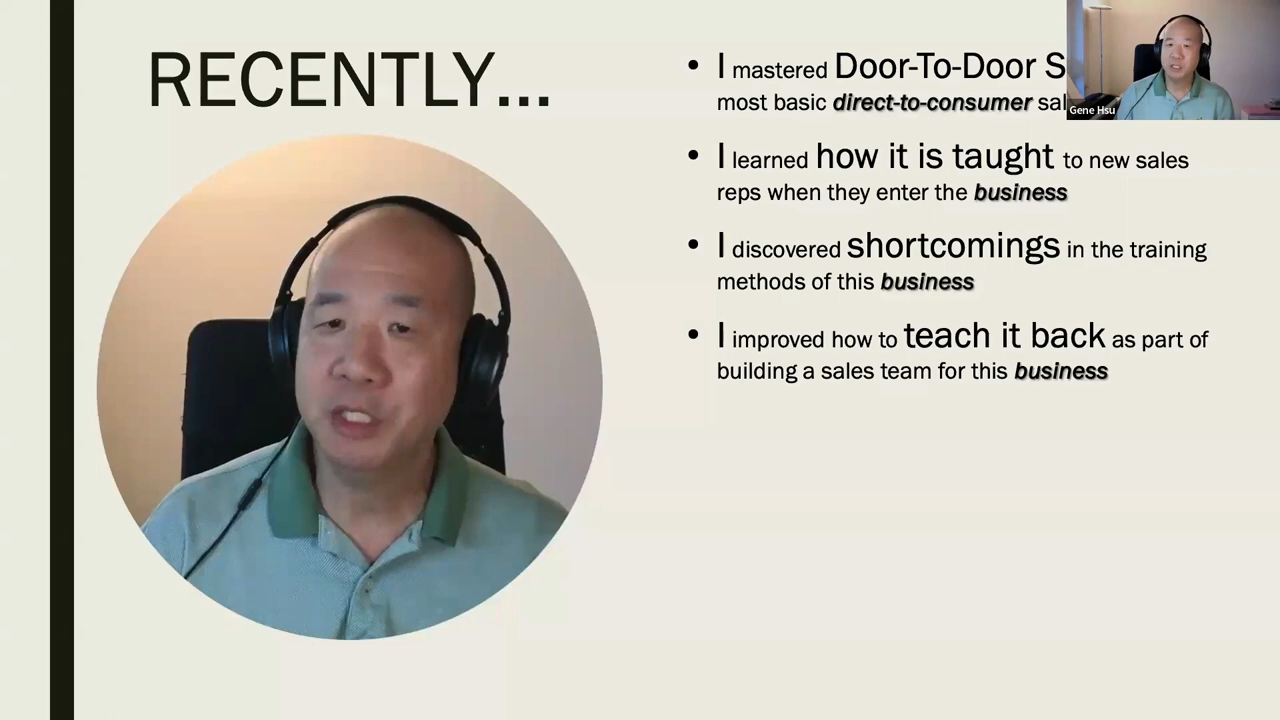 RECENTLY...
• I mastered Door-To-Door
most basic direct-to-consumer
• I learned how it is taught to new sales
reps when they enter the business
• I discovered shortcomings in the training
methods of this business
• I improved how to teach it back as part of
building a sales team for this business
Gene Hsu